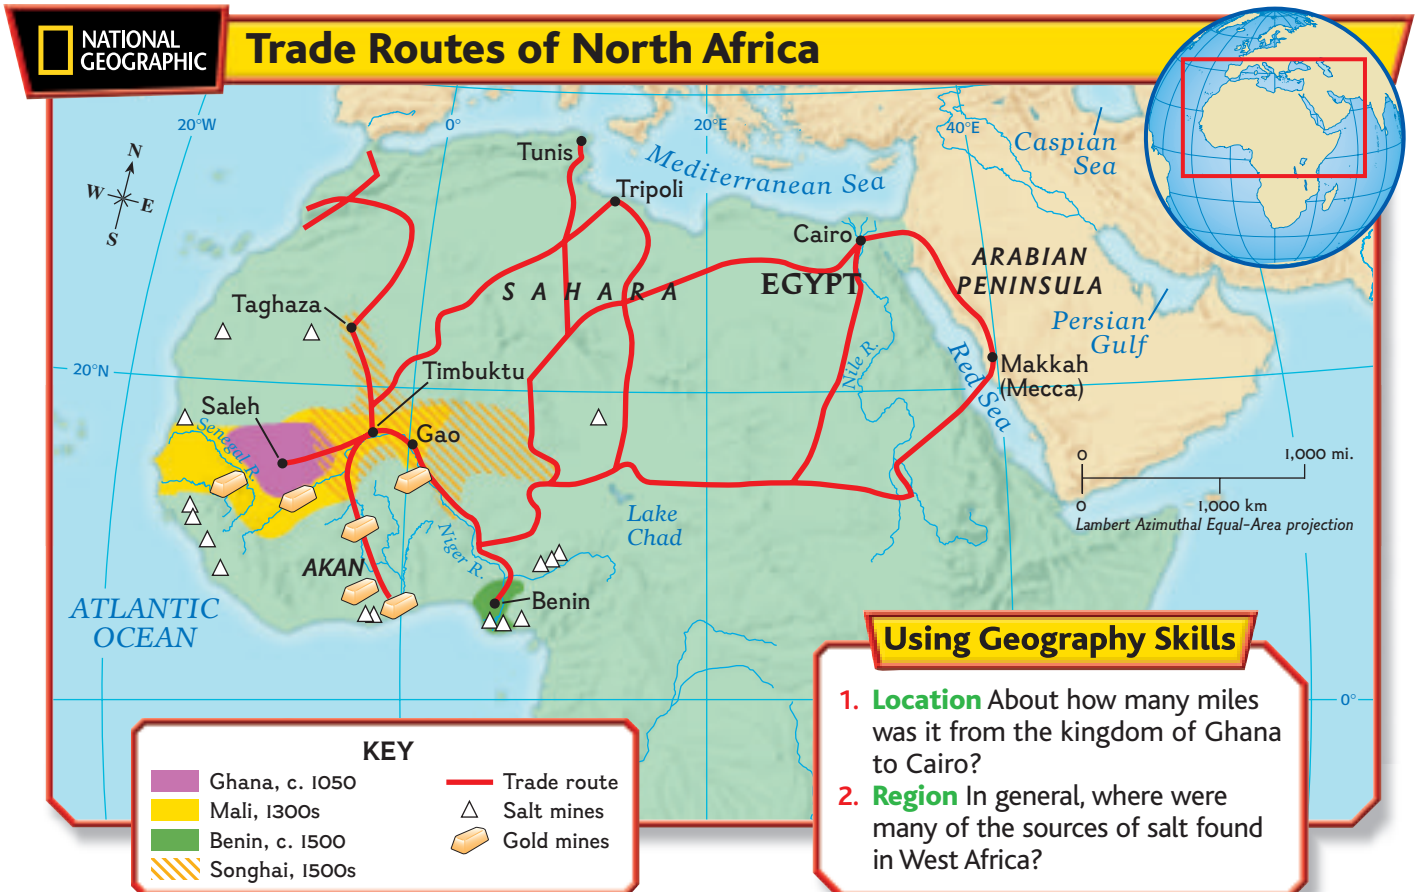 NATIONAL
GEOGRAPHIC
Trade Routes of North Africa
20°W
0°
20°E
40°E
N
W
E
S
Caspian
Sea
Tunis
Mediterranean Sea
Tripoli
Cairo
EGYPT
ARABIAN
PENINSULA
SAHARA
Taghaza
Persian
Gulf
Nile R.
Red Sea
Makkah
(Mecca)
20°N
Timbuktu
Saleh
Senegal R.
Gao
0
1,000 mi.
0
1,000 km
Lambert Azimuthal Equal-Area projection
Lake
Chad
Niger R.
AKAN
Benin
ATLANTIC
OCEAN
0°
KEY
Ghana, c. 1050
Mali, 1300s
Benin, c. 1500
Songhai, 1500s
Trade route
Salt mines
Gold mines
Using Geography Skills
1. Location About how many miles
was it from the kingdom of Ghana
to Cairo?
2. Region In general, where were
many of the sources of salt found
in West Africa?